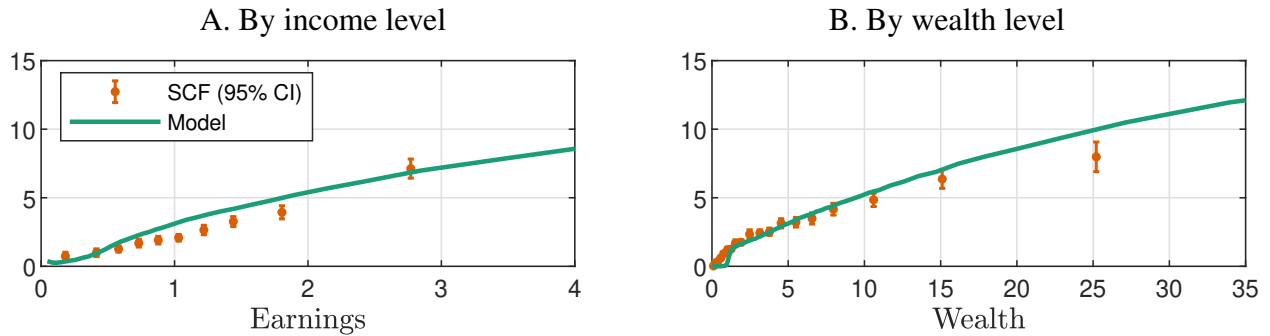 A. By income level
15
10
5
0
SCF (95% CI)
Model
0 1 2 3 4
Earnings
B. By wealth level
15
10
5
0
0 5 10 15 20 25 30 35
Wealth